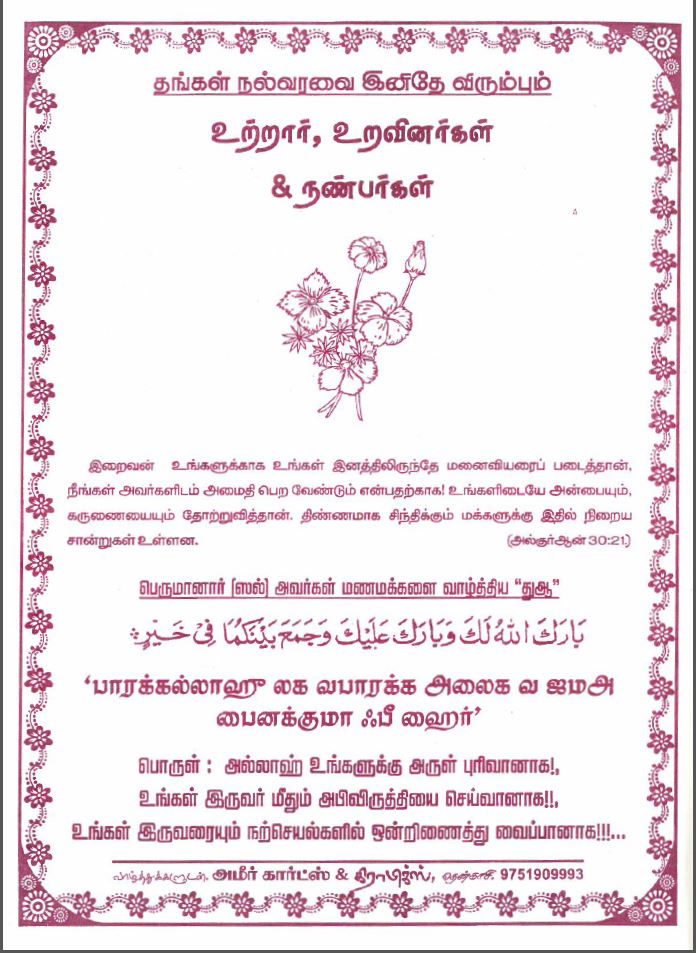 தங்கள் நல்வரவை இனிதே விரும்பும்
உற்றார், உறவினர்கள்
& நண்பர்கள்
இறைவன் உங்களுக்காக உங்கள் இனத்திலிருந்தே மனைவியரைப் படைத்தான்,
நீங்கள் அவர்களிடம் அமைதி பெற வேண்டும் என்பதற்காக! உங்களிடையே அன்பையும்,
கருணையையும் தோற்றுவித்தான். திண்ணமாக சிந்திக்கும் மக்களுக்கு இதில் நிறைய
சான்றுகள் உள்ளன. (அல்குர்ஆன் 30:21.)
பெருமானார் (ஸல்) அவர்கள் மணமக்களை வாழ்த்திய “துஆ”
بَارَكَ اللهُ لَكَ وَبَارَكَ عَلَيْكَ وَجَمَعَ بَيْنَكُمَا فِيْ خَيْرٍ
‘பாரக்கல்லாஹு லக வபாரக்க அலைக வ ஜமஅ
பைனக்குமா ஃபீ ஹைர்’
பொருள் : அல்லாஹ் உங்களுக்கு அருள் புரிவானாக!,
உங்கள் இருவர் மீதும் அபிவிருத்தியை செய்வானாக!!,
உங்கள் இருவரையும் நற்செயல்களில் ஒன்றிணைத்து வைப்பானாக!!!...
வாழ்த்துக்களுடன், அமீர் கார்ட்ஸ் & கிராபிஜ்ஸ், தென்காசி. 9751909993